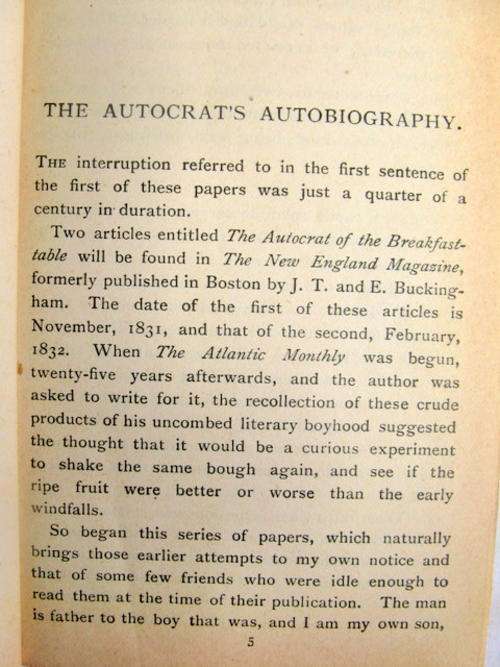 THE AUTOCRAT'S AUTOBIOGRAPHY.
THE interruption referred to in the first sentence of
the first of these papers was just a quarter of a
century in duration.
Two articles entitled The Autocrat of the Breakfast-
table will be found in The New England Magazine,
formerly published in Boston by J. T. and E. Bucking-
ham. The date of the first of these articles is
November, 1831, and that of the second, February,
1832. When The Atlantic Monthly was begun,
twenty-five years afterwards, and the author was
asked to write for it, the recollection of these crude
products of his uncombed literary boyhood suggested
the thought that it would be a curious experiment
to shake the same bough again, and see if the
ripe fruit were better or worse than the early
windfalls.
So began this series of papers, which naturally
brings those earlier attempts to my own notice and
that of some few friends who were idle enough to
read them at the time of their publication. The man
is father to the boy that was, and I am my own son,
5